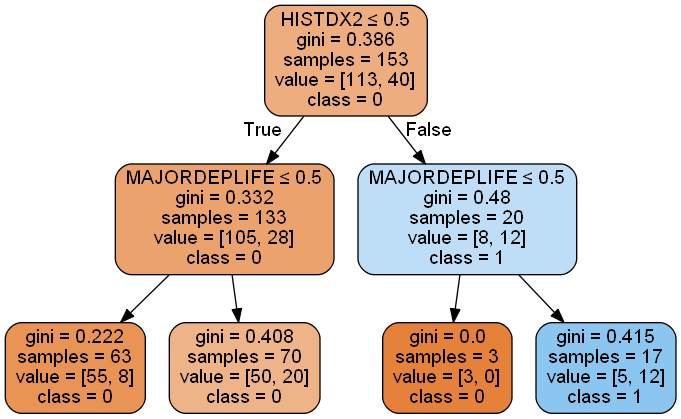 HISTDX2 ≤ 0.5
gini = 0.386
samples = 153
value = [113, 40]
class = 0
True
False
MAJORDEPLIFE ≤ 0.5
gini = 0.332
samples = 133
value = [105, 28]
class = 0
MAJORDEPLIFE ≤ 0.5
gini = 0.48
samples = 20
value = [8, 12]
class = 1
gini = 0.222
samples = 63
value = [55, 8]
class = 0
gini = 0.408
samples = 70
value = [50, 20]
class = 0
gini = 0.0
samples = 3
value = [3, 0]
class = 0
gini = 0.415
samples = 17
value = [5, 12]
class = 1